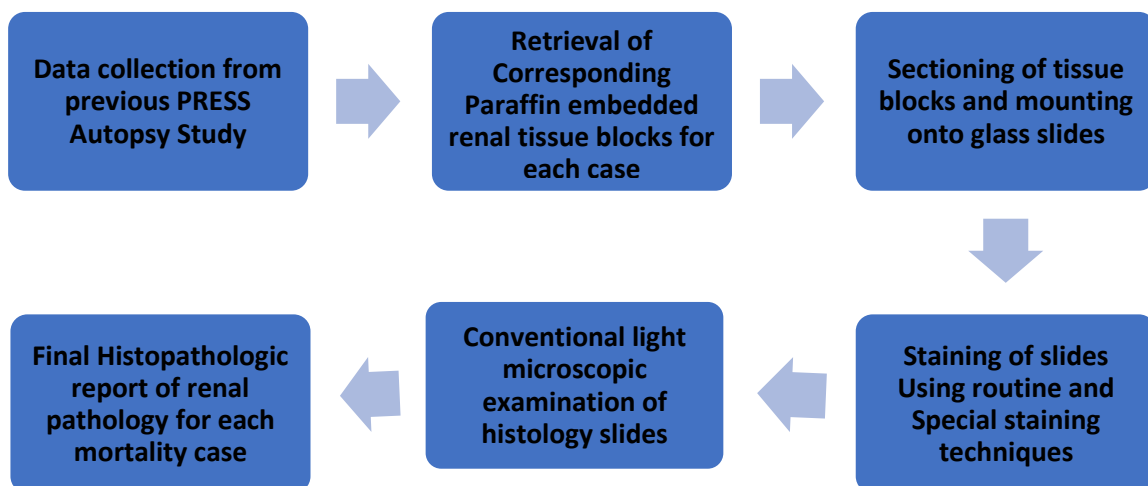 Data collection from
previous PRESS
Autopsy Study
Retrieval of
Corresponding
Paraffin embedded
renal tissue blocks for
each case
Sectioning of tissue
blocks and mounting
onto glass slides
Staining of slides
Using routine and
Special staining
techniques
Conventional light
microscopic
examination of
histology slides
Final Histopathologic
report of renal
pathology for each
mortality case